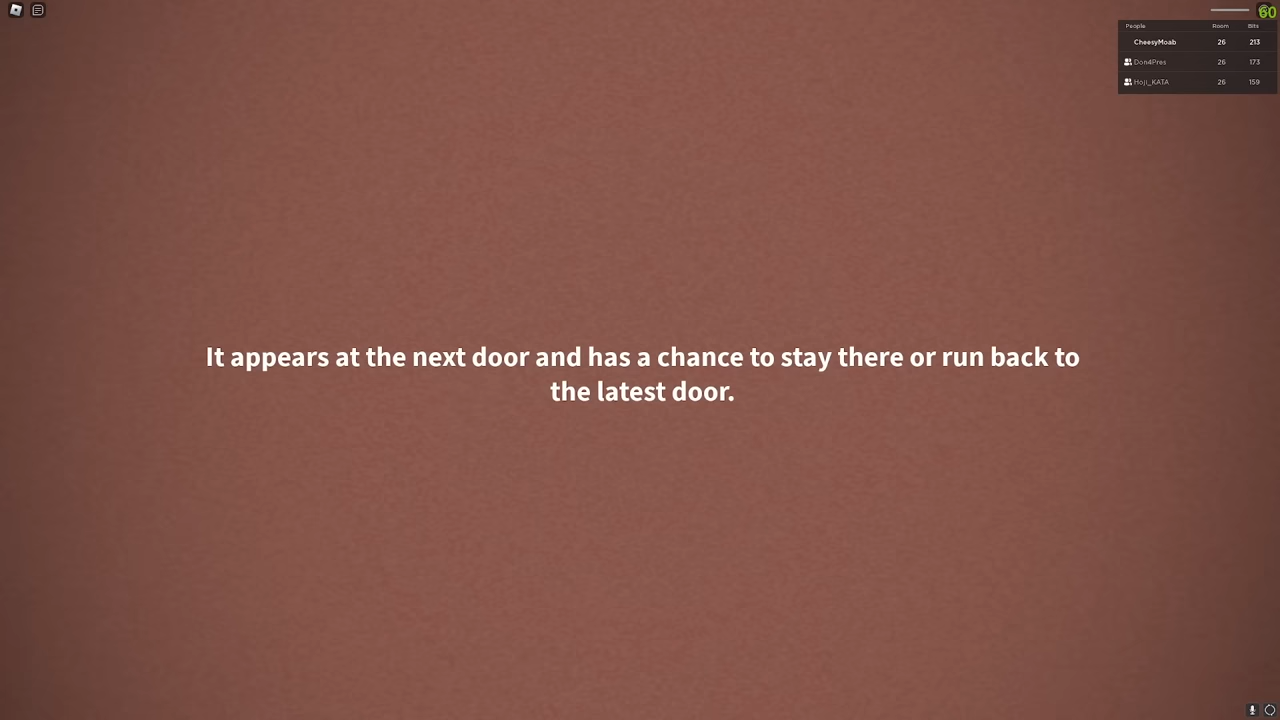 60
People Room Bits
CheesyMoab 26 213
Don4Pres 26 173
Hoji_KATA 26 159
It appears at the next door and has a chance to stay there or run back to
the latest door.